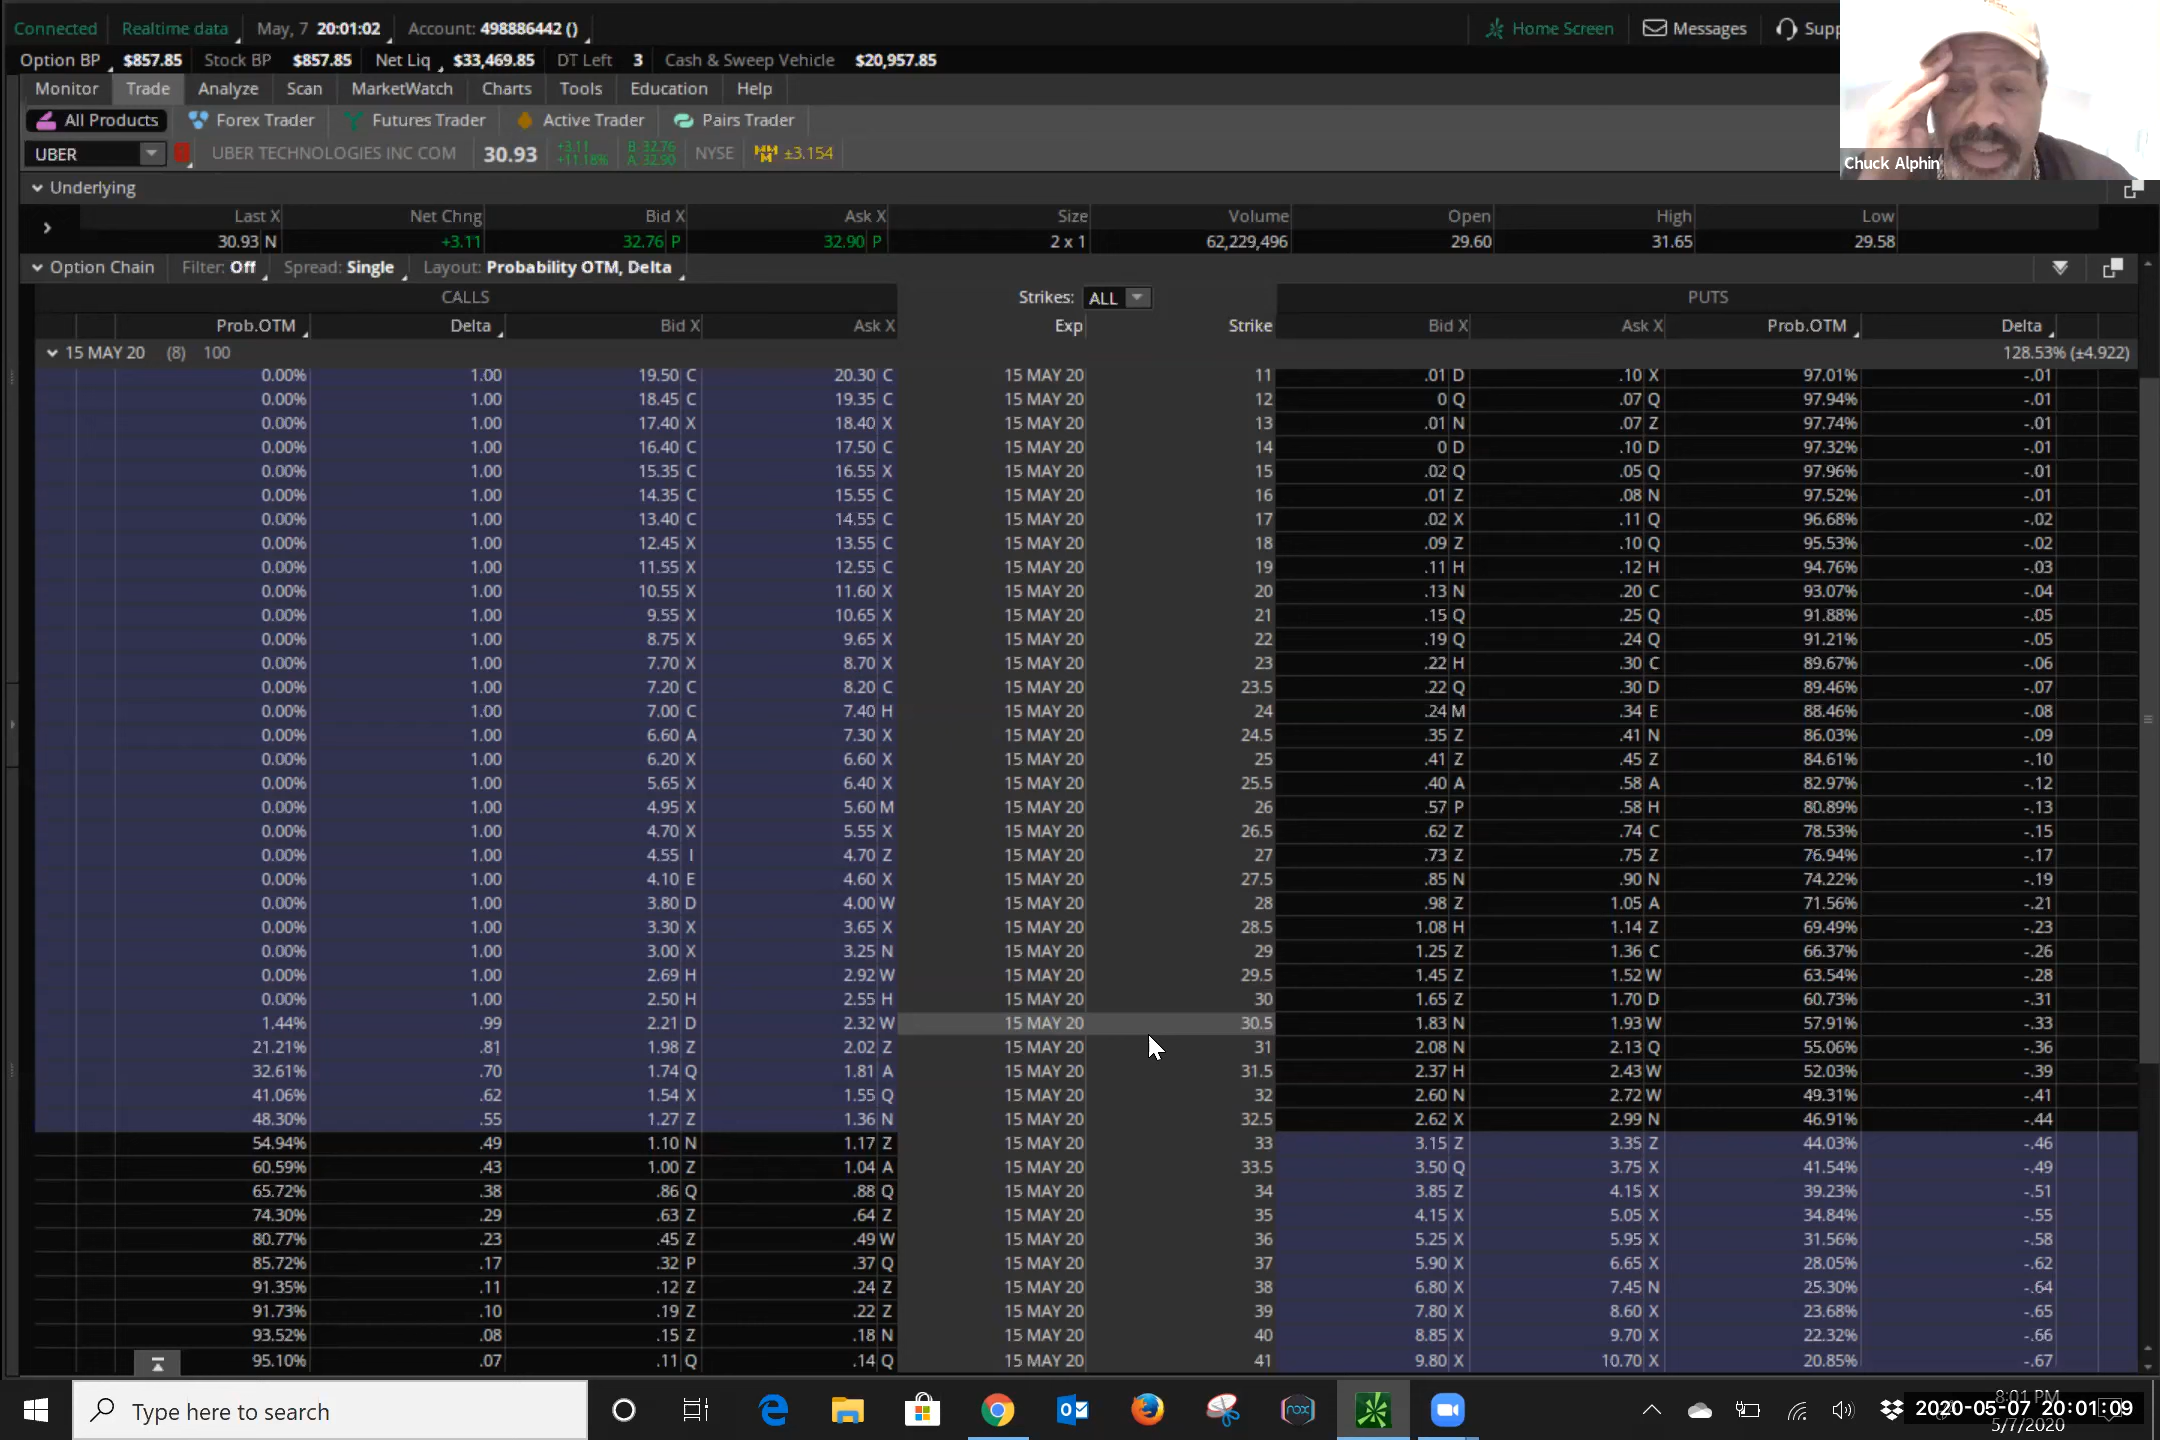 Connected Realtime data May, 7 20:01:02 Account: 498886442 () Home Screen Messages Supp
Option BP $857.85 Stock BP $857.85 Net Liq $33,469.85 DT Left 3 Cash & Sweep Vehicle $20,957.85
Monitor Trade Analyze Scan MarketWatch Charts Tools Education Help
All Products Forex Trader Futures Trader Active Trader Pairs Trader
UBER UBER TECHNOLOGIES INC COM 30.93 +3.11 +11.18% B: 32.76 A: 32.90 NYSE ±3.154
Chuck Alphin
Underlying
Last X Net Chng Bid X Ask X Size Volume Open High Low
30.93 N +3.11 32.76 P 32.90 P 2 x 1 62,229,496 29.60 31.65 29.58
Option Chain Filter: Off Spread: Single Layout: Probability OTM, Delta
CALLS Strikes: ALL PUTS
Prob.OTM Delta Bid X Ask X Exp Strike Bid X Ask X Prob.OTM Delta
15 MAY 20 (8) 100 128.53% (±4.922)
0.00% 1.00 19.50 C 20.30 C 15 MAY 20 11 .01 D .10 X 97.01% -.01
0.00% 1.00 18.45 C 19.35 C 15 MAY 20 12 0 Q .07 Q 97.94% -.01
0.00% 1.00 17.40 X 18.40 X 15 MAY 20 13 .01 N .07 Z 97.74% -.01
0.00% 1.00 16.40 C 17.50 C 15 MAY 20 14 0 D .10 D 97.32% -.01
0.00% 1.00 15.35 C 16.55 X 15 MAY 20 15 .02 Q .05 Q 97.96% -.01
0.00% 1.00 14.35 C 15.55 C 15 MAY 20 16 .01 Z .08 N 97.52% -.01
0.00% 1.00 13.40 C 14.55 C 15 MAY 20 17 .02 X .11 Q 96.68% -.02
0.00% 1.00 12.45 X 13.55 C 15 MAY 20 18 .09 Z .10 Q 95.53% -.02
0.00% 1.00 11.55 X 12.55 C 15 MAY 20 19 .11 H .12 H 94.76% -.03
0.00% 1.00 10.55 X 11.60 X 15 MAY 20 20 .13 N .20 C 93.07% -.04
0.00% 1.00 9.55 X 10.65 X 15 MAY 20 21 .15 Q .25 Q 91.88% -.05
0.00% 1.00 8.75 X 9.65 X 15 MAY 20 22 .19 Q .24 Q 91.21% -.05
0.00% 1.00 7.70 X 8.70 X 15 MAY 20 23 .22 H .30 C 89.67% -.06
0.00% 1.00 7.20 C 8.20 C 15 MAY 20 23.5 .22 Q .30 D 89.46% -.07
0.00% 1.00 7.00 C 7.40 H 15 MAY 20 24 .24 M .34 E 88.46% -.08
0.00% 1.00 6.60 A 7.30 X 15 MAY 20 24.5 .35 Z .41 N 86.03% -.09
0.00% 1.00 6.20 X 6.60 X 15 MAY 20 25 .41 Z .45 Z 84.61% -.10
0.00% 1.00 5.65 X 6.40 X 15 MAY 20 25.5 .40 A .58 A 82.97% -.12
0.00% 1.00 4.95 X 5.60 M 15 MAY 20 26 .57 P .58 H 80.89% -.13
0.00% 1.00 4.70 X 5.55 X 15 MAY 20 26.5 .62 Z .74 C 78.53% -.15
0.00% 1.00 4.55 I 4.70 Z 15 MAY 20 27 .73 Z .75 Z 76.94% -.17
0.00% 1.00 4.10 E 4.60 X 15 MAY 20 27.5 .85 N .90 N 74.22% -.19
0.00% 1.00 3.80 D 4.00 W 15 MAY 20 28 .98 Z 1.05 A 71.56% -.21
0.00% 1.00 3.30 X 3.65 X 15 MAY 20 28.5 1.08 H 1.14 Z 69.49% -.23
0.00% 1.00 3.00 X 3.25 N 15 MAY 20 29 1.25 Z 1.36 C 66.37% -.26
0.00% 1.00 2.69 H 2.92 W 15 MAY 20 29.5 1.45 Z 1.52 W 63.54% -.28
0.00% 1.00 2.50 H 2.55 H 15 MAY 20 30 1.65 Z 1.70 D 60.73% -.31
1.44% .99 2.21 D 2.32 W 15 MAY 20 30.5 1.83 N 1.93 W 57.91% -.33
21.21% .81 1.98 Z 2.02 Z 15 MAY 20 31 2.08 N 2.13 Q 55.06% -.36
32.61% .70 1.74 Q 1.81 A 15 MAY 20 31.5 2.37 H 2.43 W 52.03% -.39
41.06% .62 1.54 X 1.55 Q 15 MAY 20 32 2.60 N 2.72 W 49.31% -.41
48.30% .55 1.27 Z 1.36 N 15 MAY 20 32.5 2.62 X 2.99 N 46.91% -.44
54.94% .49 1.10 N 1.17 Z 15 MAY 20 33 3.15 Z 3.35 Z 44.03% -.46
60.59% .43 1.00 Z 1.04 A 15 MAY 20 33.5 3.50 Q 3.75 X 41.54% -.49
65.72% .38 .86 Q .88 Q 15 MAY 20 34 3.85 Z 4.15 X 39.23% -.51
74.30% .29 .63 Z .64 Z 15 MAY 20 35 4.15 X 5.05 X 34.84% -.55
80.77% .23 .45 Z .49 W 15 MAY 20 36 5.25 X 5.95 X 31.56% -.58
85.72% .17 .32 P .37 Q 15 MAY 20 37 5.90 X 6.65 X 28.05% -.62
91.35% .11 .12 Z .24 Z 15 MAY 20 38 6.80 X 7.45 N 25.30% -.64
91.73% .10 .19 Z .22 Z 15 MAY 20 39 7.80 X 8.60 X 23.68% -.65
93.52% .08 .15 Z .18 N 15 MAY 20 40 8.85 X 9.70 X 22.32% -.66
95.10% .07 .11 Q .14 Q 15 MAY 20 41 9.80 X 10.70 X 20.85% -.67
Type here to search
8:01 PM
2020-05-07 20:01:09
5/7/2020